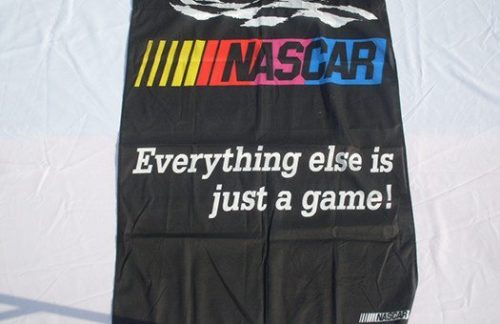 NASCAR
Everything else is
just a game!
NASCAR